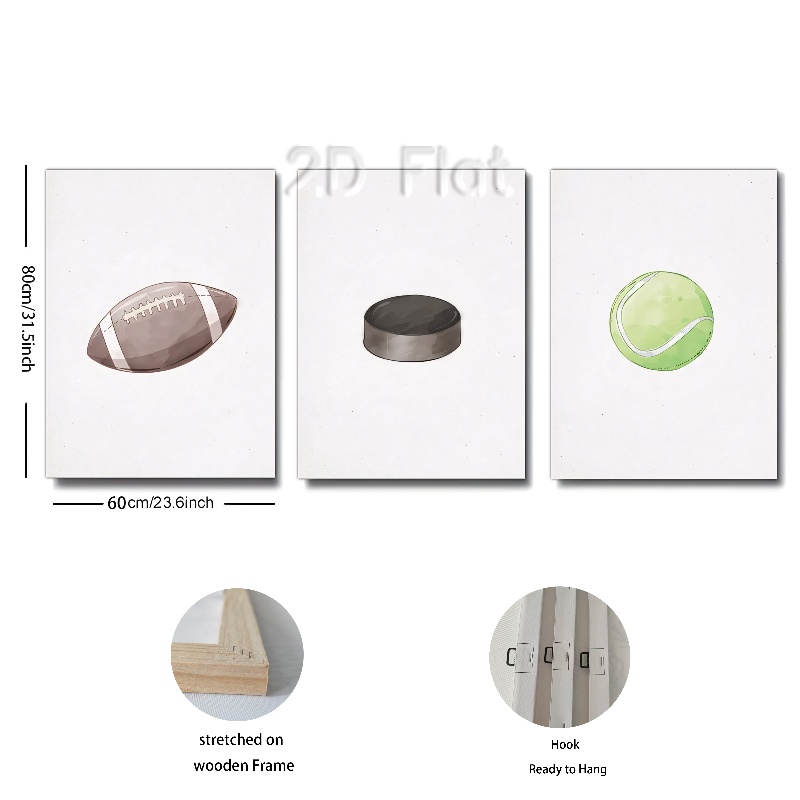 2D Flat
80cm/31.5inch
60cm/23.6inch
stretched on
wooden Frame
Hook
Ready to Hang